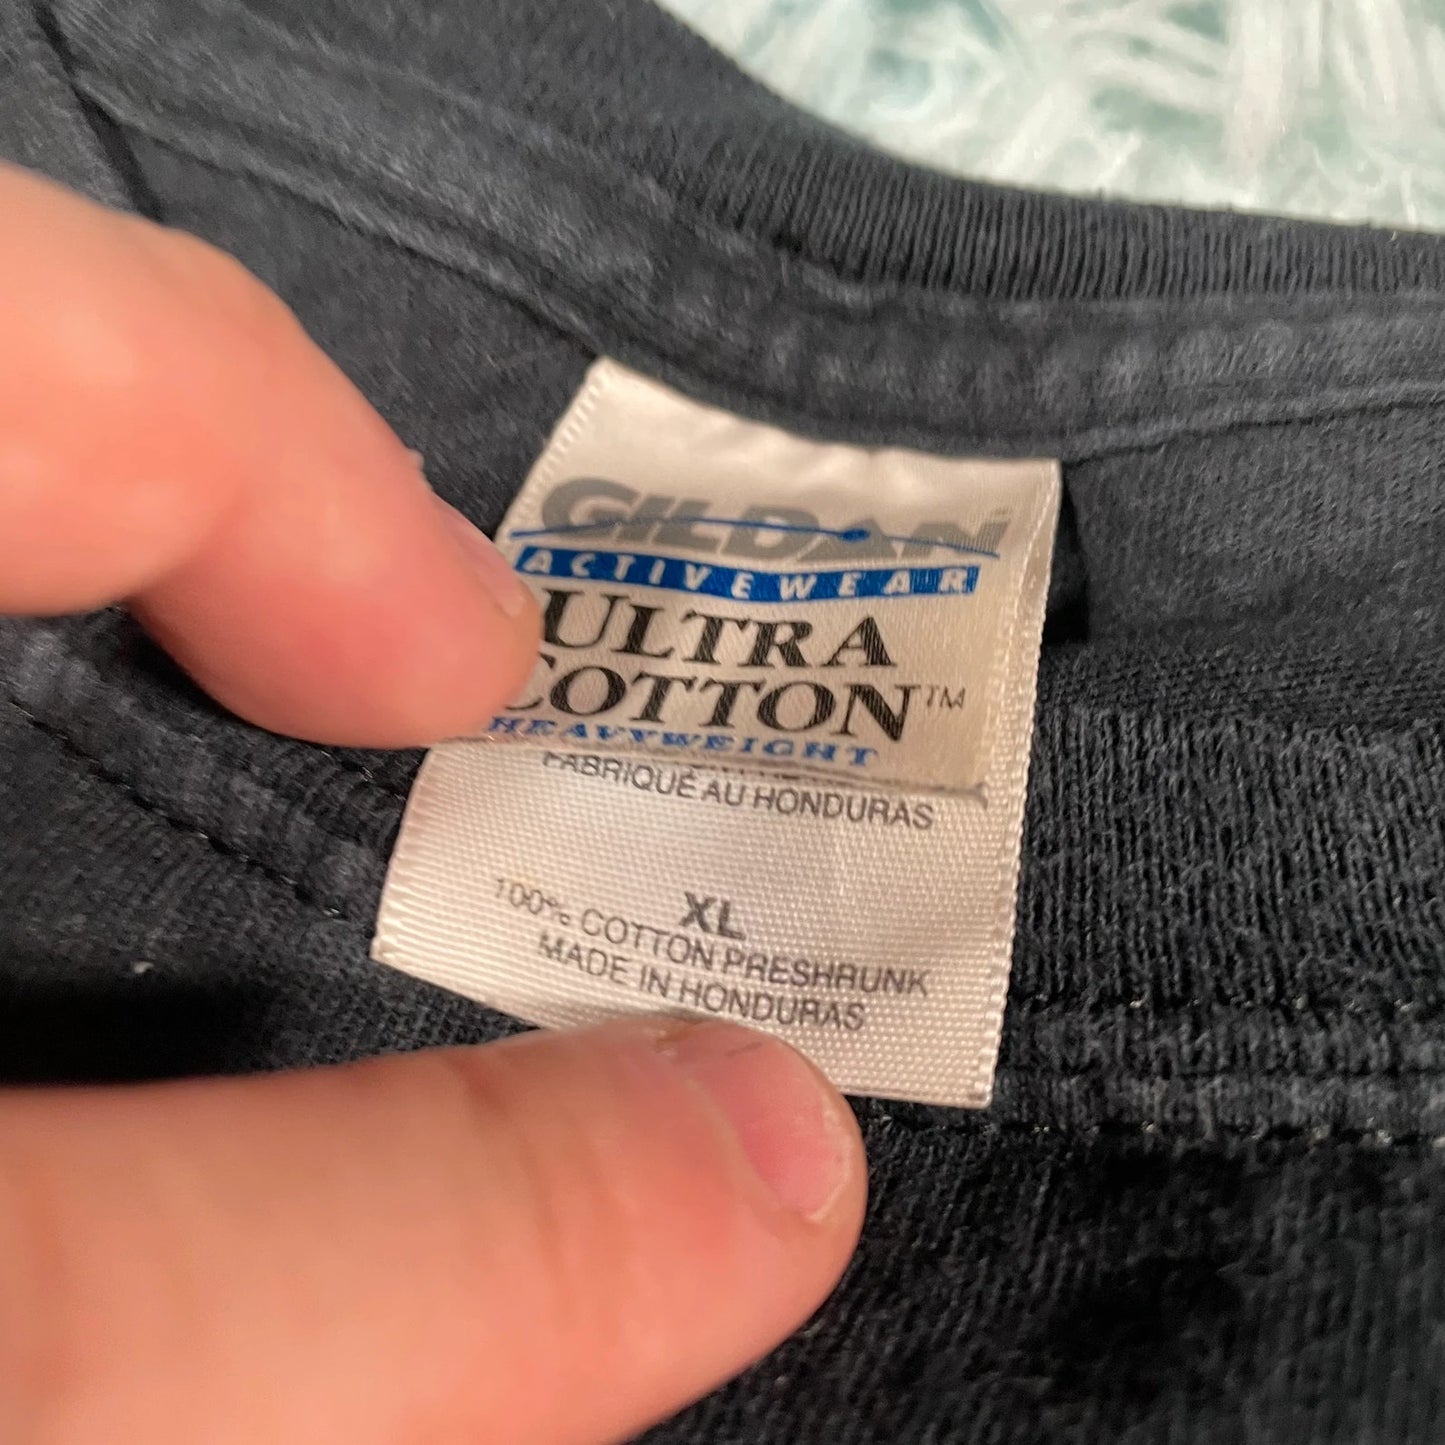 GILDAN
ACTIVEWEAR
ULTRA
COTTON™
HEAVYWEIGHT
FABRIQUÉ AU HONDURAS
XL
100% COTTON PRESHRUNK
MADE IN HONDURAS